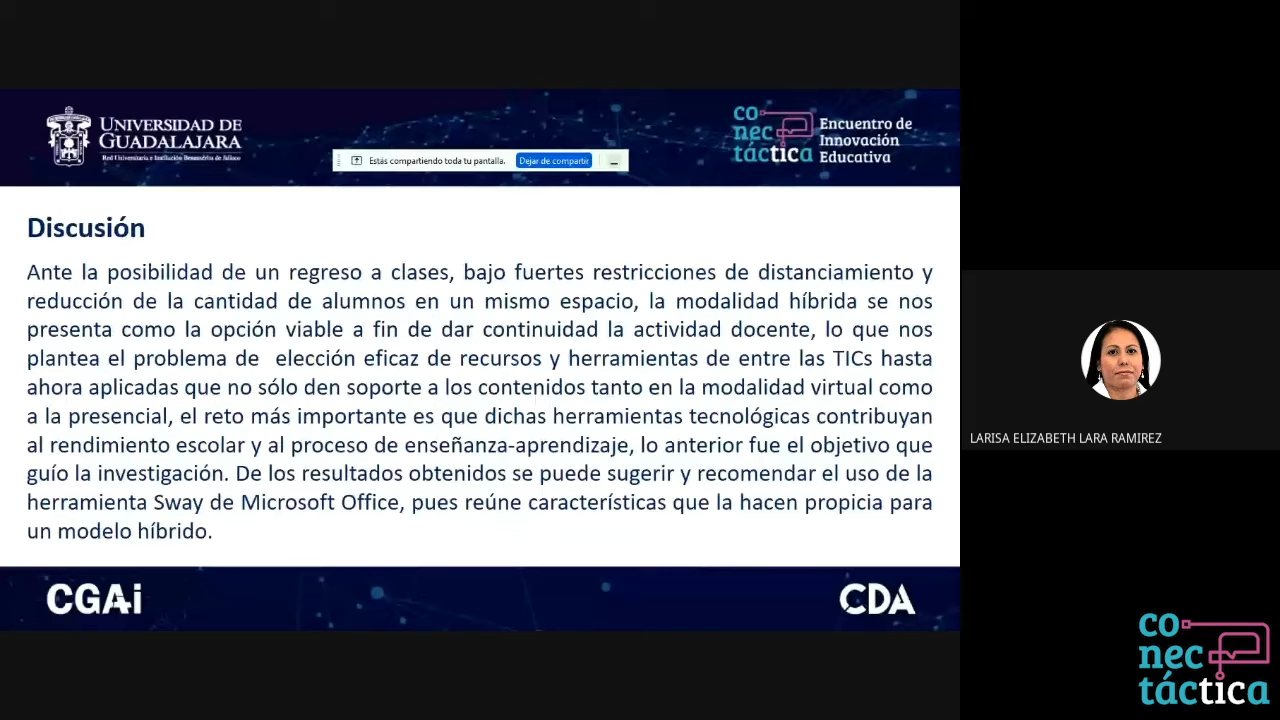 UNIVERSIDAD DE
GUADALAJARA
Red Universitaria e Institución Benemérita de Jalisco
Estás compartiendo toda tu pantalla.
Dejar de compartir
co
nec
táctica
Encuentro de
Innovación
Educativa
Discusión
Ante la posibilidad de un regreso a clases, bajo fuertes restricciones de distanciamiento y
reducción de la cantidad de alumnos en un mismo espacio, la modalidad híbrida se nos
presenta como la opción viable a fin de dar continuidad la actividad docente, lo que nos
plantea el problema de elección eficaz de recursos y herramientas de entre las TICs hasta
ahora aplicadas que no sólo den soporte a los contenidos tanto en la modalidad virtual como
a la presencial, el reto más importante es que dichas herramientas tecnológicas contribuyan
al rendimiento escolar y al proceso de enseñanza-aprendizaje, lo anterior fue el objetivo que
guío la investigación. De los resultados obtenidos se puede sugerir y recomendar el uso de la
herramienta Sway de Microsoft Office, pues reúne características que la hacen propicia para
un modelo híbrido.
CGAi
CDA
LARISA ELIZABETH LARA RAMIREZ
co
nec
táctica